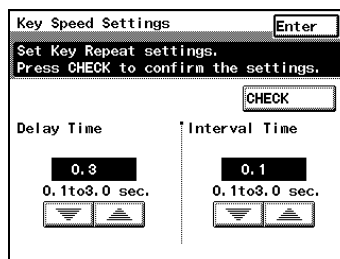 Key Speed Settings
Enter
Set Key Repeat settings.
Press CHECK to confirm the settings.
CHECK
Delay Time
Interval Time
0.3
0.1
0.1to3.0 sec.
0.1to3.0 sec.